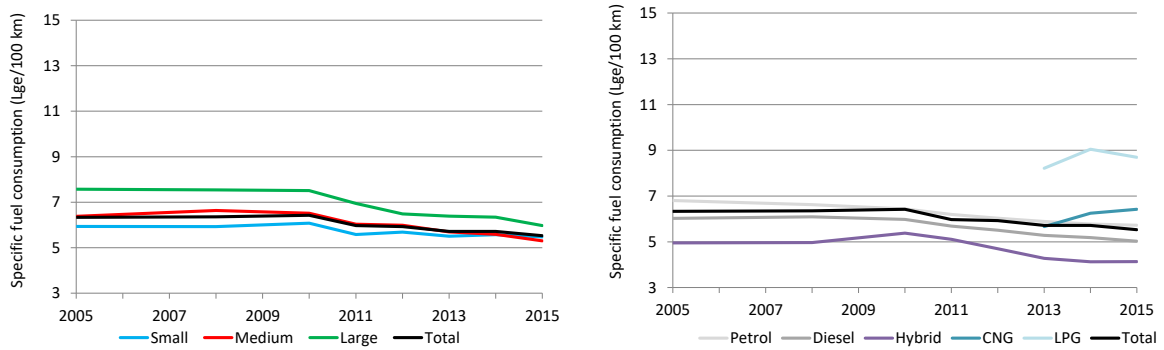 Specific fuel consumption (Lge/100 km)
15
13
11
9
7
5
3
2005 2007 2009 2011 2013 2015
Small Medium Large Total
Specific fuel consumption (Lge/100 km)
15
13
11
9
7
5
3
2005 2007 2009 2011 2013 2015
Petrol Diesel Hybrid CNG LPG Total